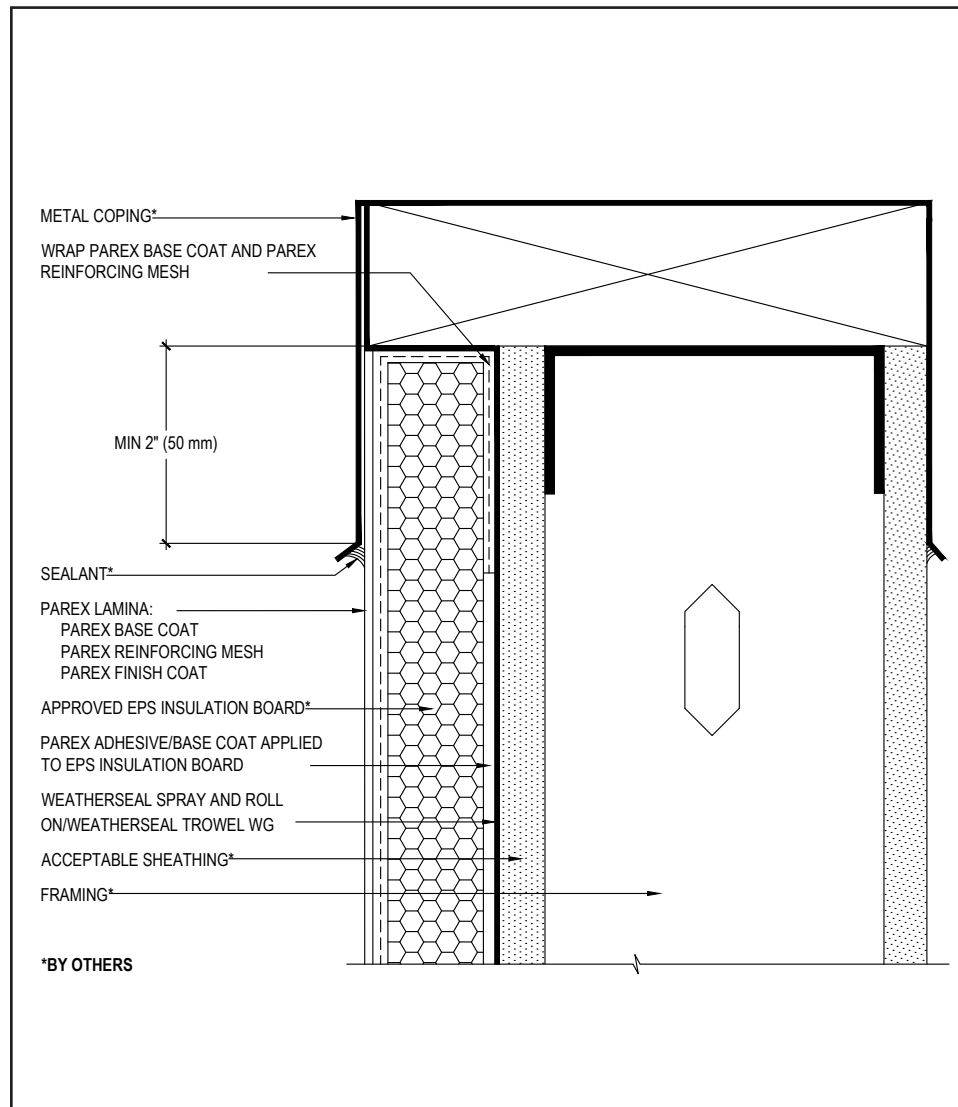 METAL COPING*
WRAP PAREX BASE COAT AND PAREX
REINFORCING MESH
MIN 2" (50 mm)
SEALANT*
PAREX LAMINA:
PAREX BASE COAT
PAREX REINFORCING MESH
PAREX FINISH COAT
APPROVED EPS INSULATION BOARD*
PAREX ADHESIVE/BASE COAT APPLIED
TO EPS INSULATION BOARD
WEATHERSEAL SPRAY AND ROLL
ON/WEATHERSEAL TROWEL WG
ACCEPTABLE SHEATHING*
FRAMING*
*BY OTHERS